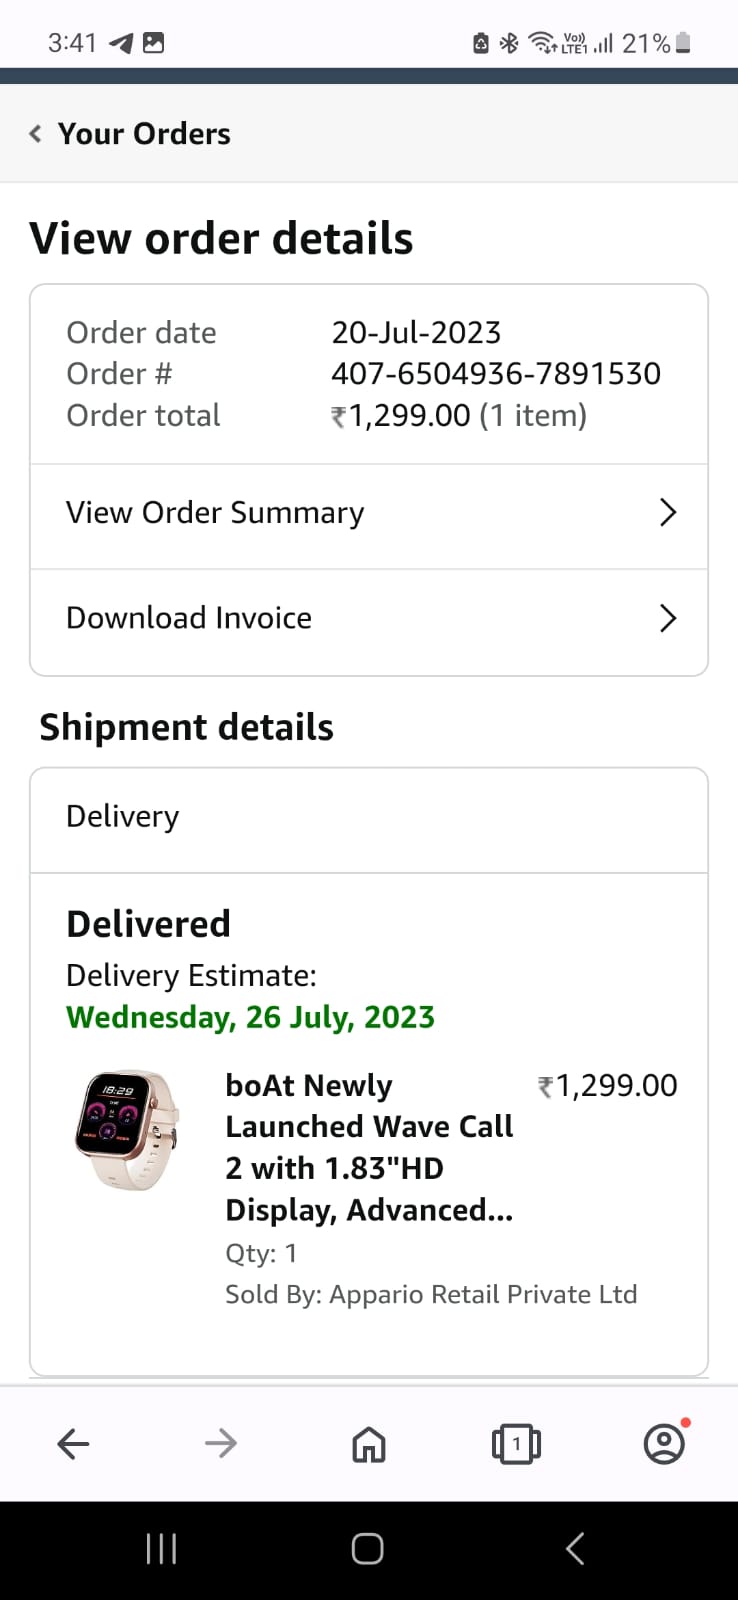 3:41
Vo))
LTE1
21%
Your Orders
View order details
Order date 20-Jul-2023
Order # 407-6504936-7891530
Order total ₹1,299.00 (1 item)
View Order Summary
Download Invoice
Shipment details
Delivery
Delivered
Delivery Estimate:
Wednesday, 26 July, 2023
18:29
boAt Newly ₹1,299.00
Launched Wave Call
2 with 1.83"HD
Display, Advanced...
Qty: 1
Sold By: Appario Retail Private Ltd
1